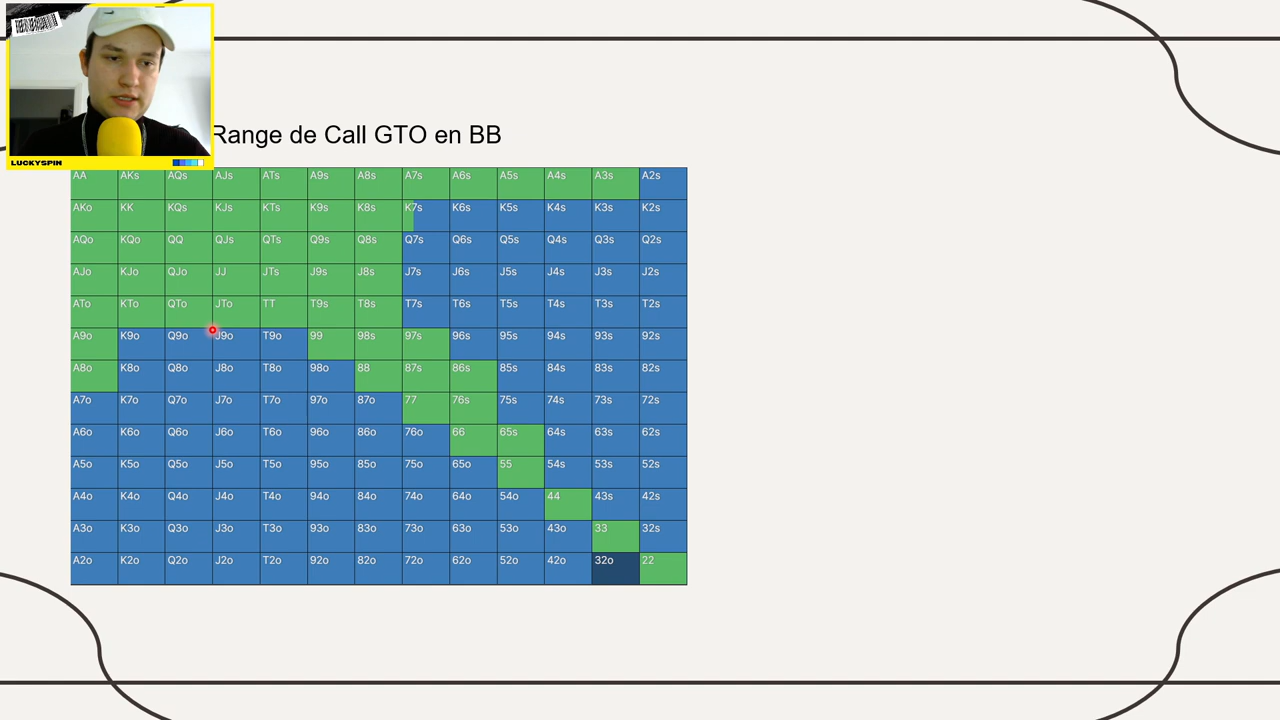 LUCKYSPIN
Range de Call GTO en BB
AA AKs AQs AJs ATs A9s A8s A7s A6s A5s A4s A3s A2s
AKo KK KQs KJs KTs K9s K8s K7s K6s K5s K4s K3s K2s
AQo KQo QQ QJs QTs Q9s Q8s Q7s Q6s Q5s Q4s Q3s Q2s
AJo KJo QJo JJ JTs J9s J8s J7s J6s J5s J4s J3s J2s
ATo KTo QTo JTo TT T9s T8s T7s T6s T5s T4s T3s T2s
A9o K9o Q9o J9o T9o 99 98s 97s 96s 95s 94s 93s 92s
A8o K8o Q8o J8o T8o 98o 88 87s 86s 85s 84s 83s 82s
A7o K7o Q7o J7o T7o 97o 87o 77 76s 75s 74s 73s 72s
A6o K6o Q6o J6o T6o 96o 86o 76o 66 65s 64s 63s 62s
A5o K5o Q5o J5o T5o 95o 85o 75o 65o 55 54s 53s 52s
A4o K4o Q4o J4o T4o 94o 84o 74o 64o 54o 44 43s 42s
A3o K3o Q3o J3o T3o 93o 83o 73o 63o 53o 43o 33 32s
A2o K2o Q2o J2o T2o 92o 82o 72o 62o 52o 42o 32o 22